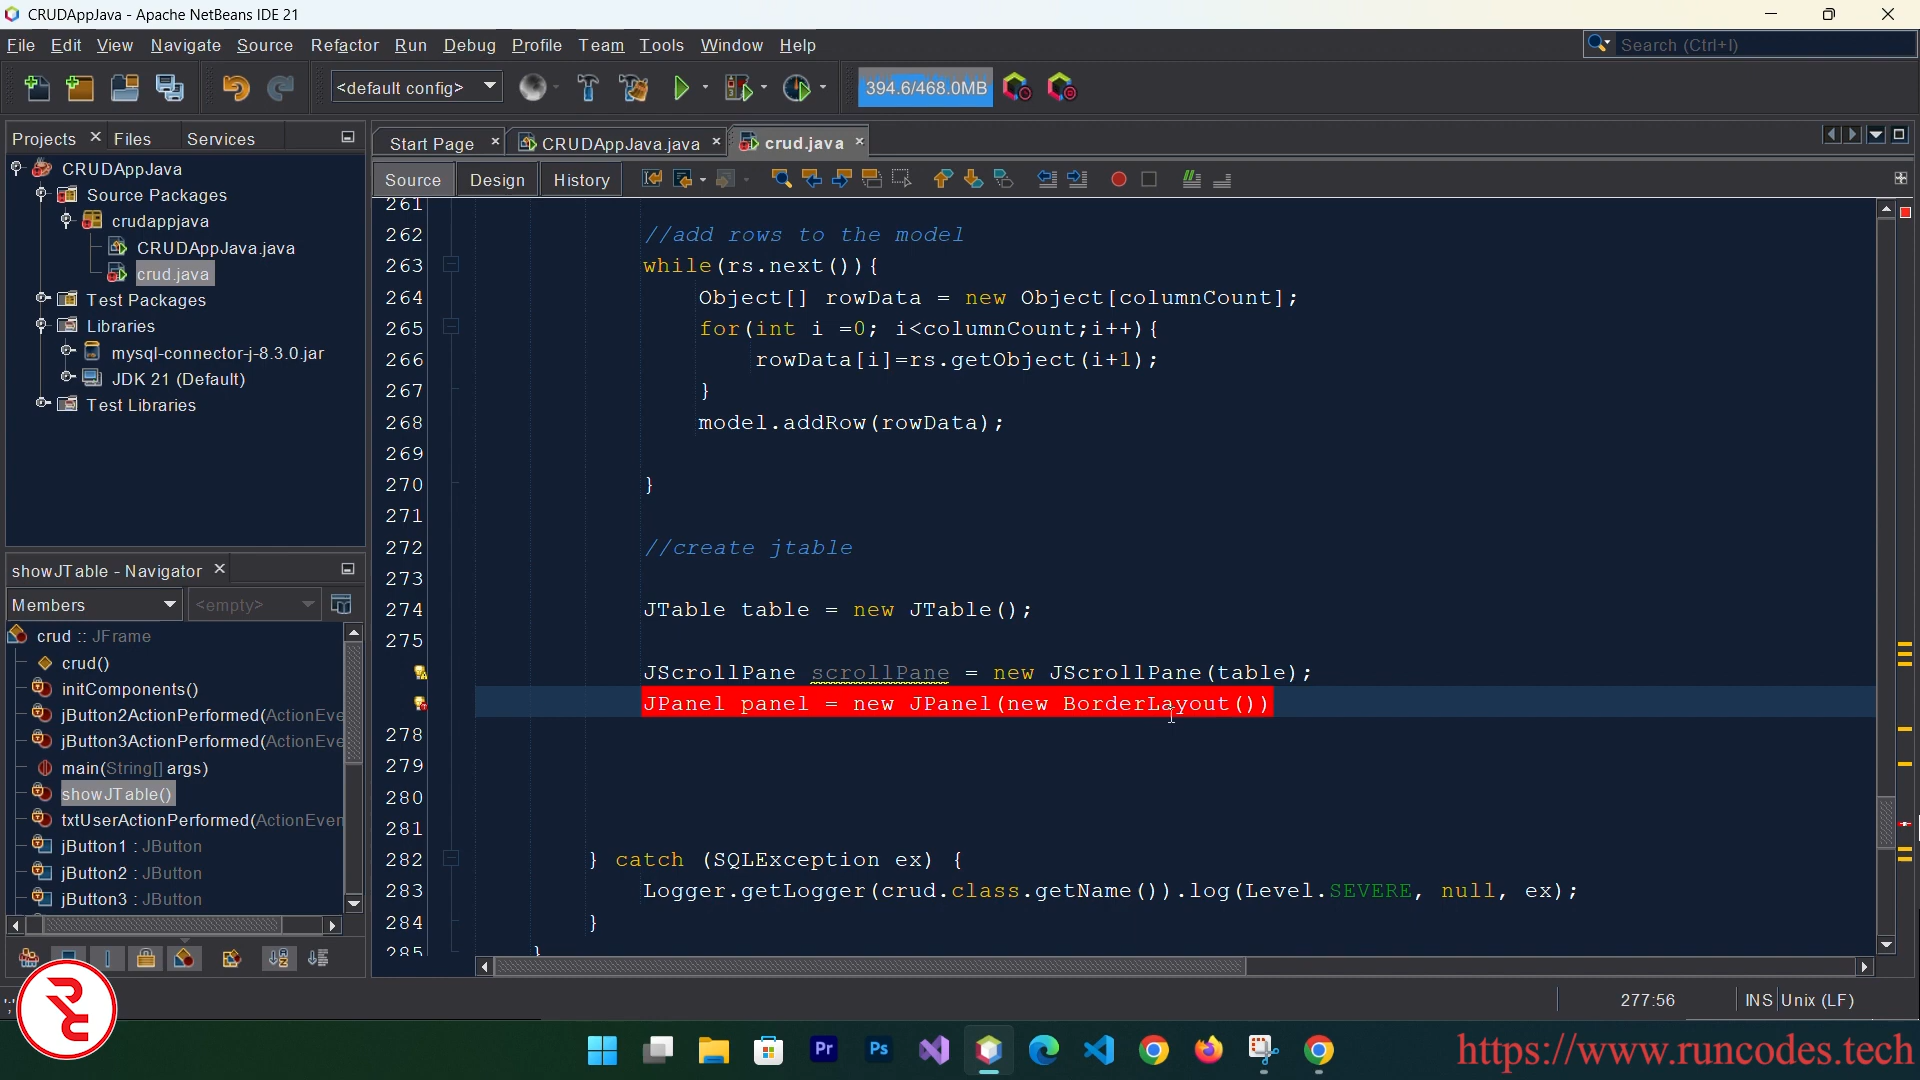 CRUDAppJava - Apache NetBeans IDE 21
File Edit View Navigate Source Refactor Run Debug Profile Team Tools Window Help
Search (Ctrl+I)
<default config>
394.6/468.0MB
Projects Files Services
Start Page CRUDAppJava.java crud.java
Source Design History
CRUDAppJava
Source Packages
crudappjava
CRUDAppJava.java
crud.java
Test Packages
Libraries
mysql-connector-j-8.3.0.jar
JDK 21 (Default)
Test Libraries
showJTable - Navigator
Members
<empty>
crud :: JFrame
crud()
initComponents()
jButton2ActionPerformed(ActionEve
jButton3ActionPerformed(ActionEve
main(String[] args)
showJTable()
txtUserActionPerformed(ActionEven
jButton1 : JButton
jButton2 : JButton
jButton3 : JButton
261
262 //add rows to the model
263 while(rs.next()){
264 Object[] rowData = new Object[columnCount];
265 for(int i =0; i<columnCount;i++){
266 rowData[i]=rs.getObject(i+1);
267 }
268 model.addRow(rowData);
269
270 }
271
272 //create jtable
273
274 JTable table = new JTable();
275
JScrollPane scrollPane = new JScrollPane(table);
JPanel panel = new JPanel(new BorderLayout())
278
279
280
281
282 } catch (SQLException ex) {
283 Logger.getLogger(crud.class.getName()).log(Level.SEVERE, null, ex);
284 }
285 }
277:56
INS
Unix (LF)
Pr
Ps
https://www.runcodes.tech